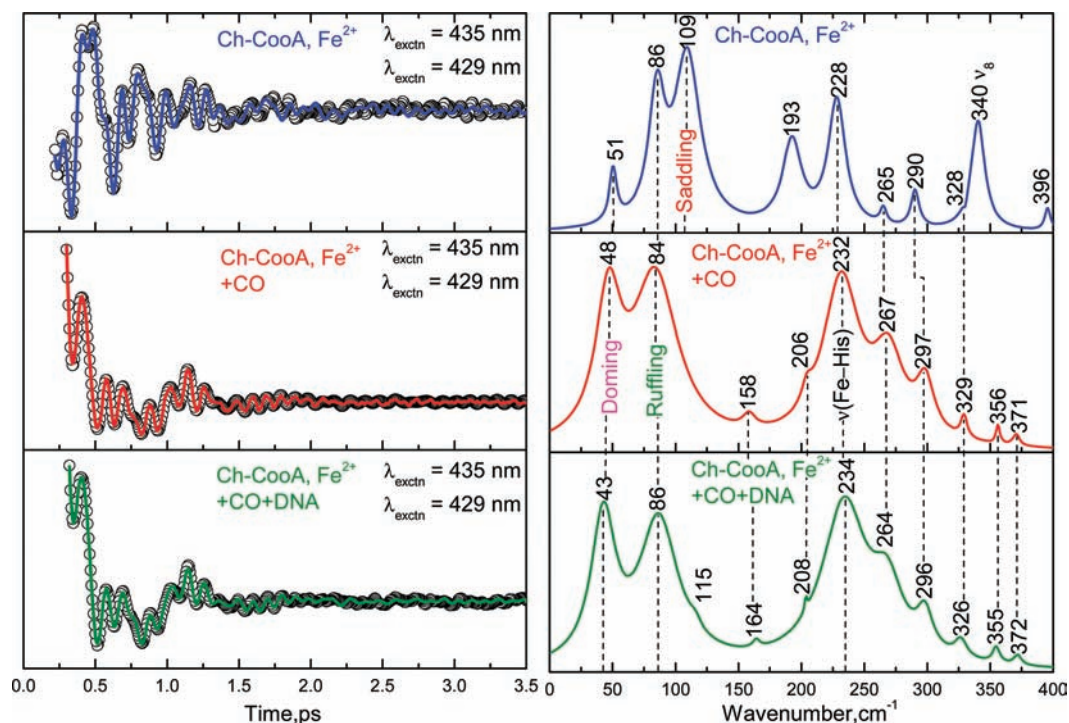 Ch-CooA, Fe²⁺
λexctn = 435 nm
λexctn = 429 nm
Ch-CooA, Fe²⁺
+CO
λexctn = 435 nm
λexctn = 429 nm
Ch-CooA, Fe²⁺
+CO+DNA
λexctn = 435 nm
λexctn = 429 nm
0.0 0.5 1.0 1.5 2.0 2.5 3.0 3.5
Time,ps
Ch-CooA, Fe²⁺
51 86 109 193 228 265 290 328 340 ν₈ 396
Saddling
Ch-CooA, Fe²⁺
+CO
48 84 158 206 232 267 297 329 356 371
Doming
Ruffling
ν(Fe–His)
Ch-CooA, Fe²⁺
+CO+DNA
43 86 115 164 208 234 264 296 326 355 372
0 50 100 150 200 250 300 350 400
Wavenumber,cm⁻¹